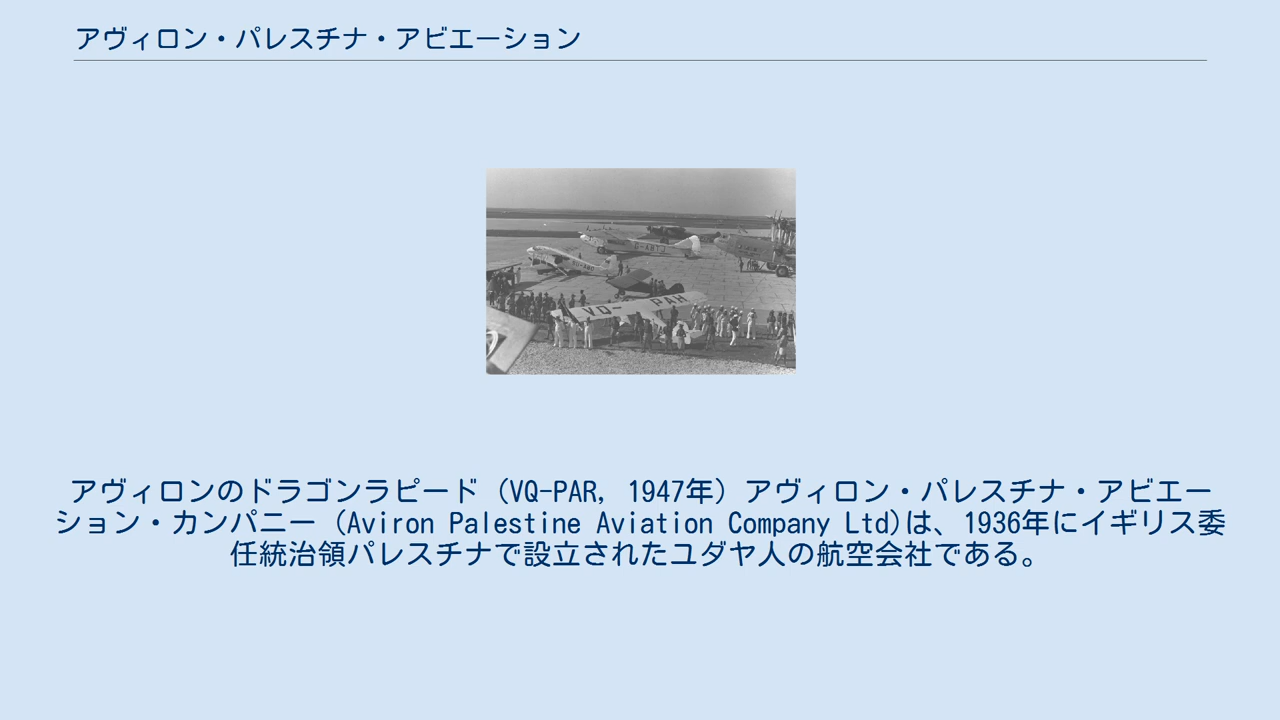 アヴィロン・パレスチナ・アビエーション
VQ-PAH
アヴィロンのドラゴンラピード（VQ-PAR, 1947年）アヴィロン・パレスチナ・アビエー
ション・カンパニー (Aviron Palestine Aviation Company Ltd)は、1936年にイギリス委
任統治領パレスチナで設立されたユダヤ人の航空会社である。